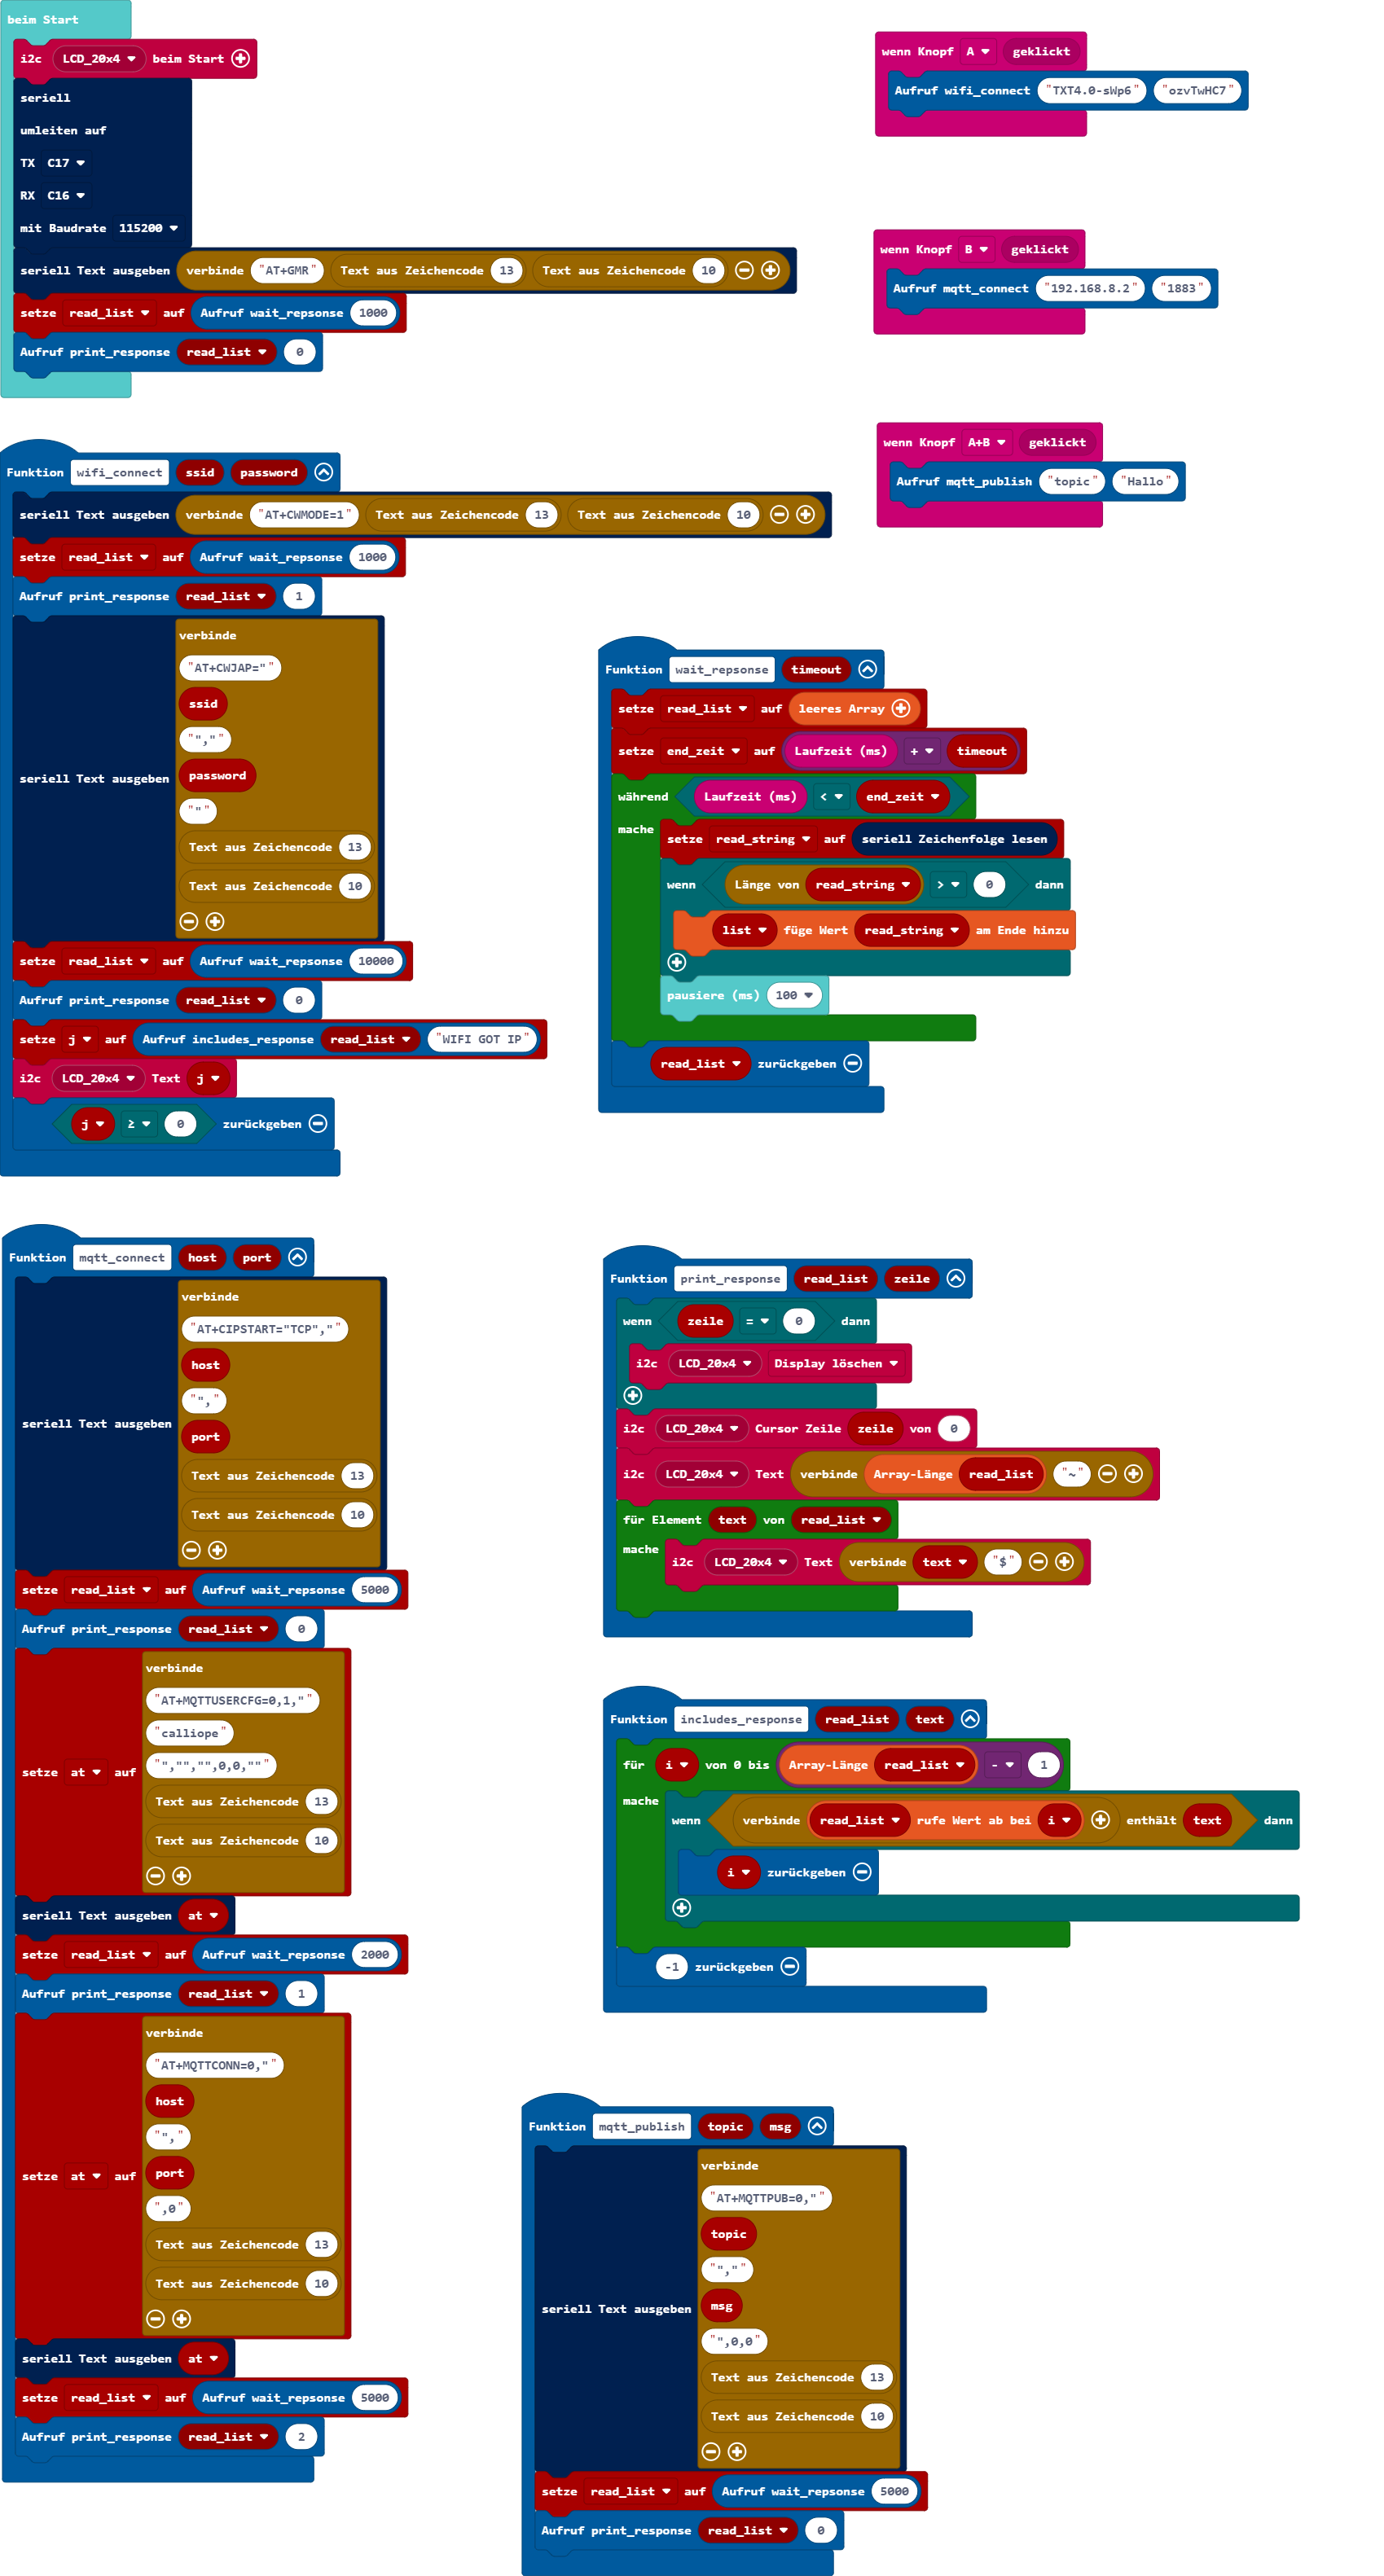 beim Start
i2c LCD_20x4 beim Start
seriell
umleiten auf
TX C17
RX C16
mit Baudrate 115200
seriell Text ausgeben verbinde "AT+GMR" Text aus Zeichencode 13 Text aus Zeichencode 10
setze read_list auf Aufruf wait_repsonse 1000
Aufruf print_response read_list 0
wenn Knopf A geklickt
Aufruf wifi_connect "TXT4.0-sWp6" "ozvTwHC7"
wenn Knopf B geklickt
Aufruf mqtt_connect "192.168.8.2" "1883"
wenn Knopf A+B geklickt
Aufruf mqtt_publish "topic" "Hallo"
Funktion wifi_connect ssid password
seriell Text ausgeben verbinde "AT+CWMODE=1" Text aus Zeichencode 13 Text aus Zeichencode 10
setze read_list auf Aufruf wait_repsonse 1000
Aufruf print_response read_list 1
verbinde
"AT+CWJAP=""
ssid
"",""
password
"""
seriell Text ausgeben
Text aus Zeichencode 13
Text aus Zeichencode 10
setze read_list auf Aufruf wait_repsonse 10000
Aufruf print_response read_list 0
setze j auf Aufruf includes_response read_list "WIFI GOT IP"
i2c LCD_20x4 Text j
j ≥ 0 zurückgeben
Funktion wait_repsonse timeout
setze read_list auf leeres Array
setze end_zeit auf Laufzeit (ms) + timeout
während Laufzeit (ms) < end_zeit
mache setze read_string auf seriell Zeichenfolge lesen
wenn Länge von read_string > 0 dann
list füge Wert read_string am Ende hinzu
pausiere (ms) 100
read_list zurückgeben
Funktion mqtt_connect host port
verbinde
"AT+CIPSTART="TCP",""
host
"","
port
seriell Text ausgeben
Text aus Zeichencode 13
Text aus Zeichencode 10
setze read_list auf Aufruf wait_repsonse 5000
Aufruf print_response read_list 0
verbinde
"AT+MQTTUSERCFG=0,1,""
"calliope"
"","","",0,0,"""
setze at auf
Text aus Zeichencode 13
Text aus Zeichencode 10
seriell Text ausgeben at
setze read_list auf Aufruf wait_repsonse 2000
Aufruf print_response read_list 1
verbinde
"AT+MQTTCONN=0,""
host
"","
port
",0"
setze at auf
Text aus Zeichencode 13
Text aus Zeichencode 10
seriell Text ausgeben at
setze read_list auf Aufruf wait_repsonse 5000
Aufruf print_response read_list 2
Funktion print_response read_list zeile
wenn zeile = 0 dann
i2c LCD_20x4 Display löschen
i2c LCD_20x4 Cursor Zeile zeile von 0
i2c LCD_20x4 Text verbinde Array-Länge read_list "~"
für Element text von read_list
mache i2c LCD_20x4 Text verbinde text "$"
Funktion includes_response read_list text
für i von 0 bis Array-Länge read_list - 1
mache wenn verbinde read_list rufe Wert ab bei i enthält text dann
i zurückgeben
-1 zurückgeben
Funktion mqtt_publish topic msg
verbinde
"AT+MQTTPUB=0,""
topic
"",""
msg
"",0,0"
seriell Text ausgeben
Text aus Zeichencode 13
Text aus Zeichencode 10
setze read_list auf Aufruf wait_repsonse 5000
Aufruf print_response read_list 0